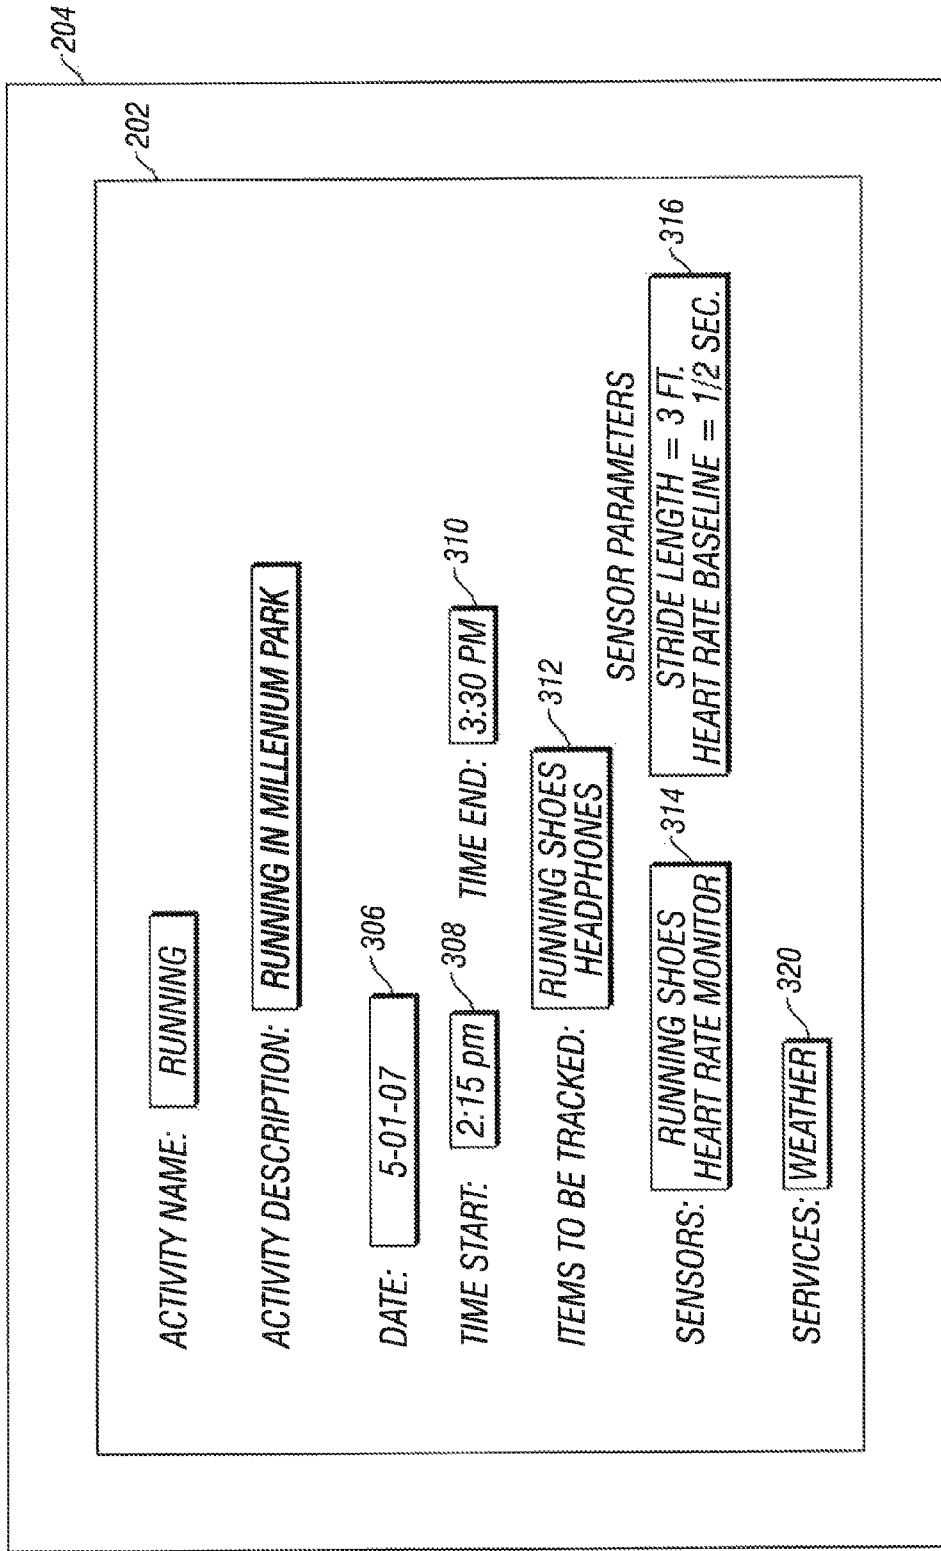 204
202
ACTIVITY NAME: RUNNING
ACTIVITY DESCRIPTION: RUNNING IN MILLENIUM PARK
DATE: 5-01-07 306
TIME START: 2:15 pm 308 TIME END: 3:30 PM 310
ITEMS TO BE TRACKED: RUNNING SHOES 312
HEADPHONES
SENSOR PARAMETERS
SENSORS: RUNNING SHOES 314 STRIDE LENGTH = 3 FT. 316
HEART RATE MONITOR HEART RATE BASELINE = 1/2 SEC.
SERVICES: WEATHER 320